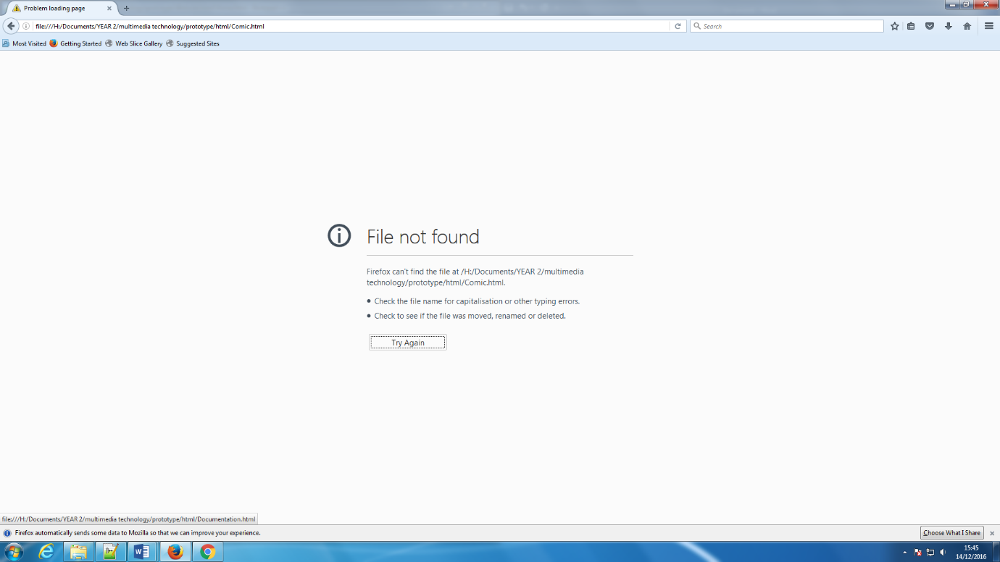 Problem loading page
file:///H:/Documents/YEAR 2/multimedia technology/prototype/html/Comic.html
Search
Most Visited Getting Started Web Slice Gallery Suggested Sites
File not found
Firefox can't find the file at /H:/Documents/YEAR 2/multimedia
technology/prototype/html/Comic.html.
Check the file name for capitalisation or other typing errors.
Check to see if the file was moved, renamed or deleted.
Try Again
file:///H:/Documents/YEAR 2/multimedia technology/prototype/html/Documentation.html
Firefox automatically sends some data to Mozilla so that we can improve your experience.
Choose What I Share
15:45
14/12/2016